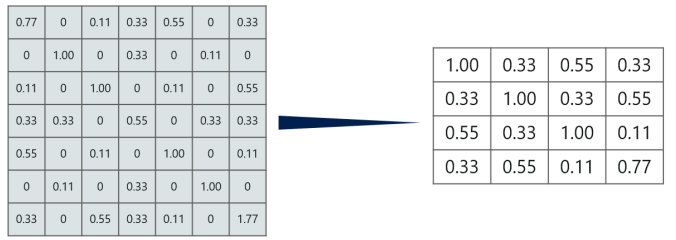 0.77 0 0.11 0.33 0.55 0 0.33
0 1.00 0 0.33 0 0.11 0
0.11 0 1.00 0 0.11 0 0.55
0.33 0.33 0 0.55 0 0.33 0.33
0.55 0 0.11 0 1.00 0 0.11
0 0.11 0 0.33 0 1.00 0
0.33 0 0.55 0.33 0.11 0 1.77
1.00 0.33 0.55 0.33
0.33 1.00 0.33 0.55
0.55 0.33 1.00 0.11
0.33 0.55 0.11 0.77